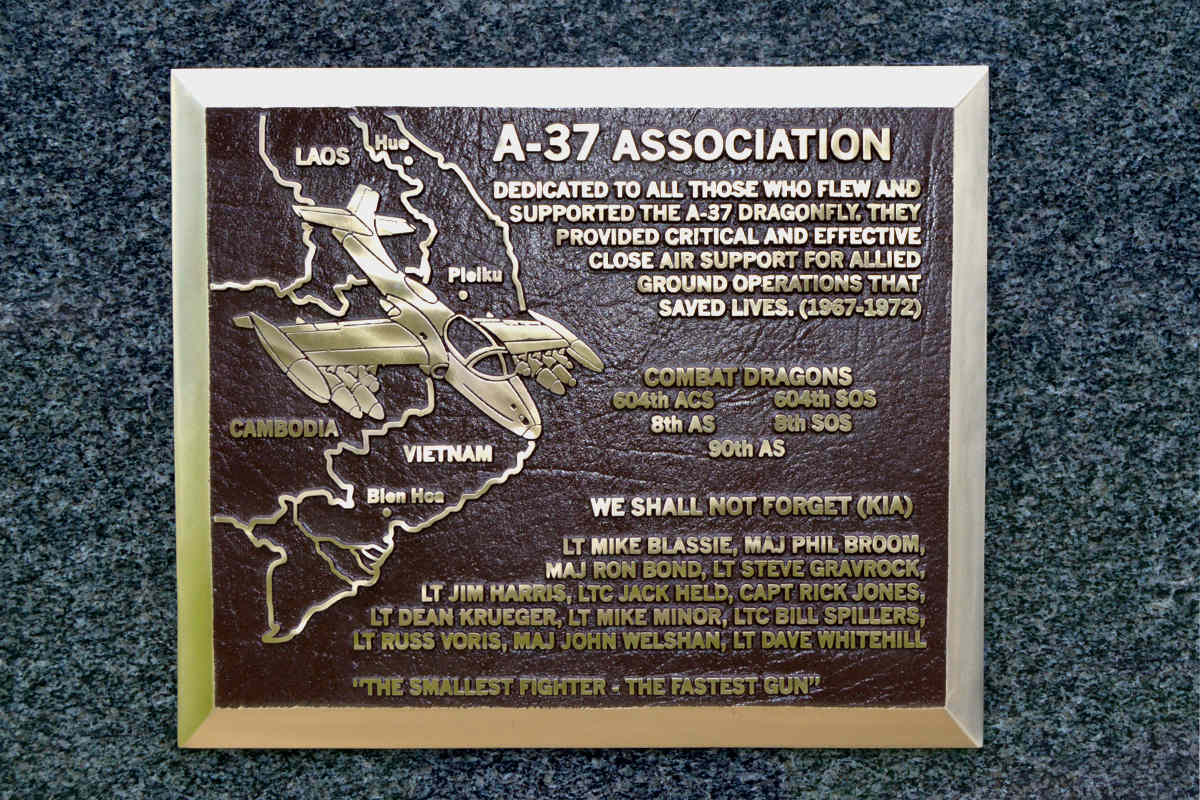 A-37 ASSOCIATION
DEDICATED TO ALL THOSE WHO FLEW AND
SUPPORTED THE A-37 DRAGONFLY. THEY
PROVIDED CRITICAL AND EFFECTIVE
CLOSE AIR SUPPORT FOR ALLIED
GROUND OPERATIONS THAT
SAVED LIVES. (1967-1972)
LAOS
Hue
Pleiku
CAMBODIA
VIETNAM
Bien Hoa
COMBAT DRAGONS
604th ACS 604th SOS
8th AS 8th SOS
90th AS
WE SHALL NOT FORGET (KIA)
LT MIKE BLASSIE, MAJ PHIL BROOM,
MAJ RON BOND, LT STEVE GRAVROCK,
LT JIM HARRIS, LTC JACK HELD, CAPT RICK JONES,
LT DEAN KRUEGER, LT MIKE MINOR, LTC BILL SPILLERS,
LT RUSS VORIS, MAJ JOHN WELSHAN, LT DAVE WHITEHILL
"THE SMALLEST FIGHTER - THE FASTEST GUN"